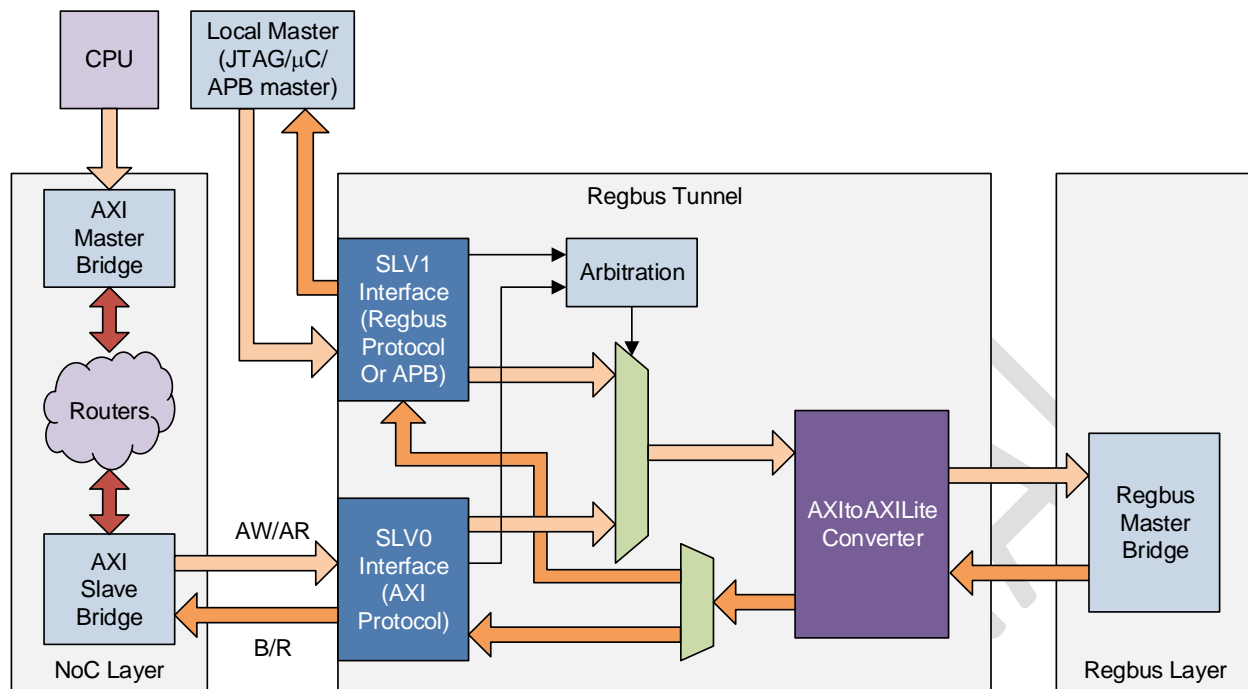 CPU
Local Master
(JTAG/μC/
APB master)
Regbus Tunnel
AXI
Master
Bridge
SLV1
Interface
(Regbus
Protocol
Or APB)
Arbitration
Routers
AXItoAXILite
Converter
Regbus
Master
Bridge
AW/AR
SLV0
Interface
(AXI
Protocol)
AXI
Slave
Bridge
B/R
NoC Layer
Regbus Layer